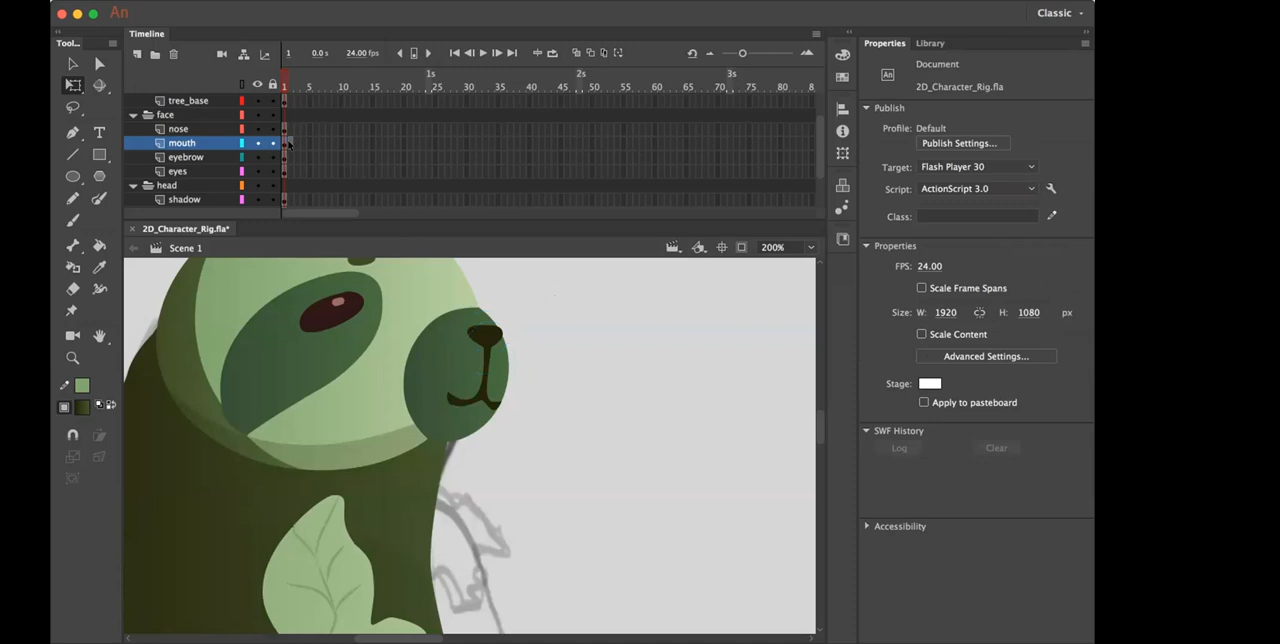 An
Classic
Tool...
Timeline
1 0.0 s 24.00 fps
1s 2s 3s
1 5 10 15 20 25 30 35 40 45 50 55 60 65 70 75 80 8
tree_base
face
nose
mouth
eyebrow
eyes
head
shadow
2D_Character_Rig.fla*
Scene 1
200%
T
Properties Library
Document
An
2D_Character_Rig.fla
Publish
Profile: Default
Publish Settings...
Target: Flash Player 30
Script: ActionScript 3.0
Class:
Properties
FPS: 24.00
Scale Frame Spans
Size: W: 1920 H: 1080 px
Scale Content
Advanced Settings...
Stage:
Apply to pasteboard
SWF History
Log Clear
Accessibility